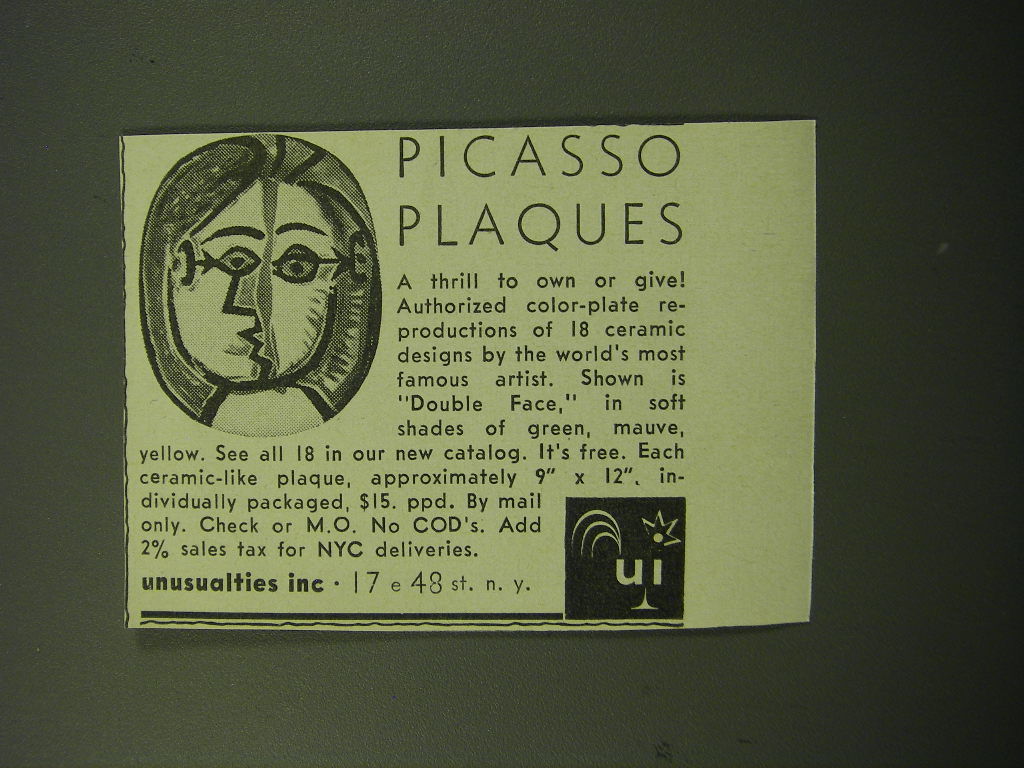 PICASSO
PLAQUES
A thrill to own or give!
Authorized color-plate re-
productions of 18 ceramic
designs by the world's most
famous artist. Shown is
"Double Face," in soft
shades of green, mauve,
yellow. See all 18 in our new catalog. It's free. Each
ceramic-like plaque, approximately 9" x 12", in-
dividually packaged, $15. ppd. By mail
only. Check or M.O. No COD's. Add
2% sales tax for NYC deliveries.
unusualties inc · 17 e 48 st. n. y.
ui